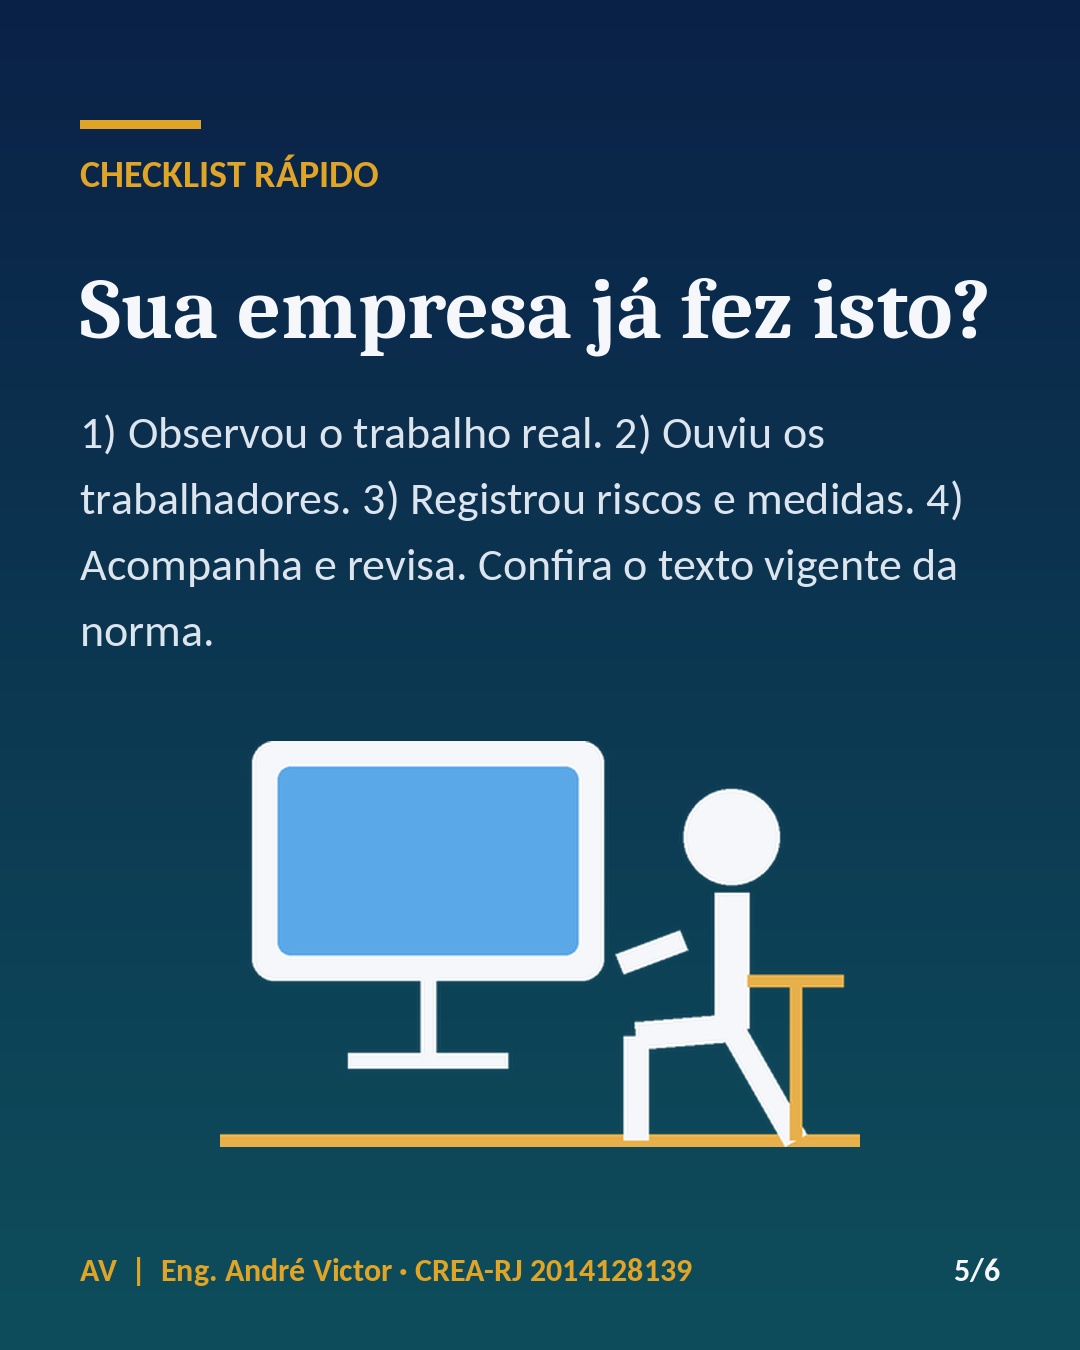 CHECKLIST RÁPIDO
Sua empresa já fez isto?
1) Observou o trabalho real. 2) Ouviu os
trabalhadores. 3) Registrou riscos e medidas. 4)
Acompanha e revisa. Confira o texto vigente da
norma.
AV | Eng. André Victor · CREA-RJ 2014128139
5/6